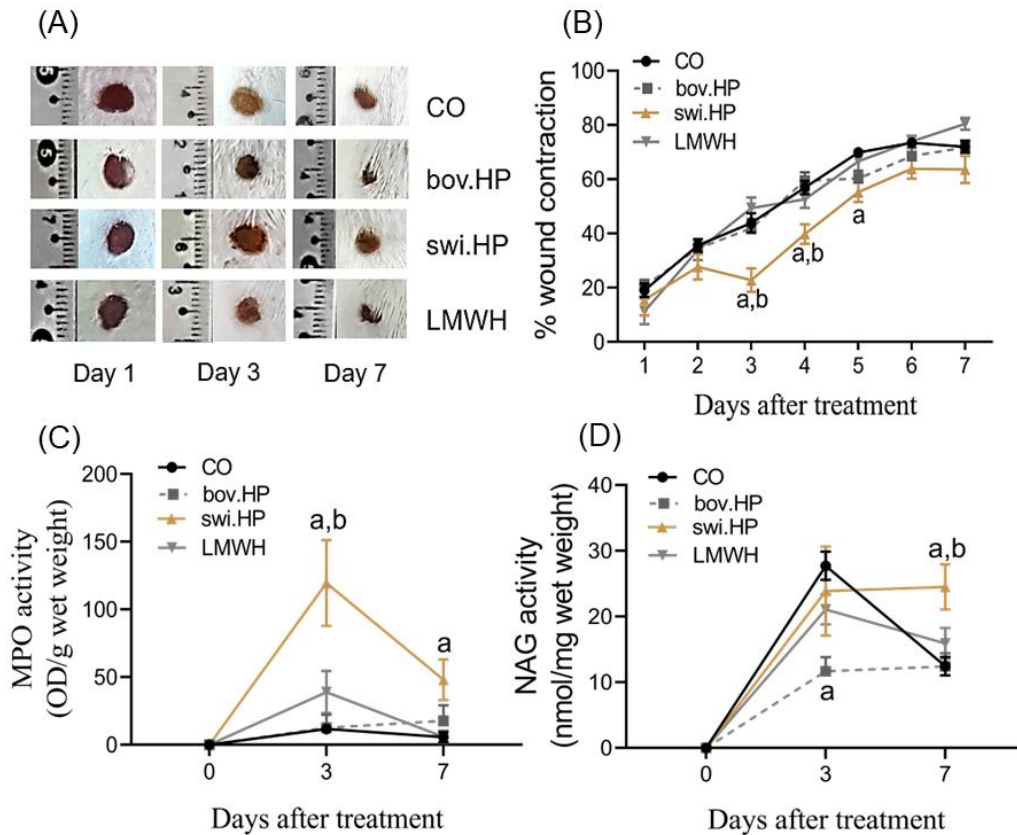 (A)
CO
bov.HP
swi.HP
LMWH
Day 1 Day 3 Day 7
(B)
CO
bov.HP
swi.HP
LMWH
% wound contraction
100
80
60
40
20
0
a,b
a,b
a
1 2 3 4 5 6 7
Days after treatment
(C)
CO
bov.HP
swi.HP
LMWH
MPO activity
(OD/g wet weight)
200
150
100
50
0
a,b
a
0 3 7
Days after treatment
(D)
CO
bov.HP
swi.HP
LMWH
NAG activity
(nmol/mg wet weight)
40
30
20
10
0
a,b
a
0 3 7
Days after treatment